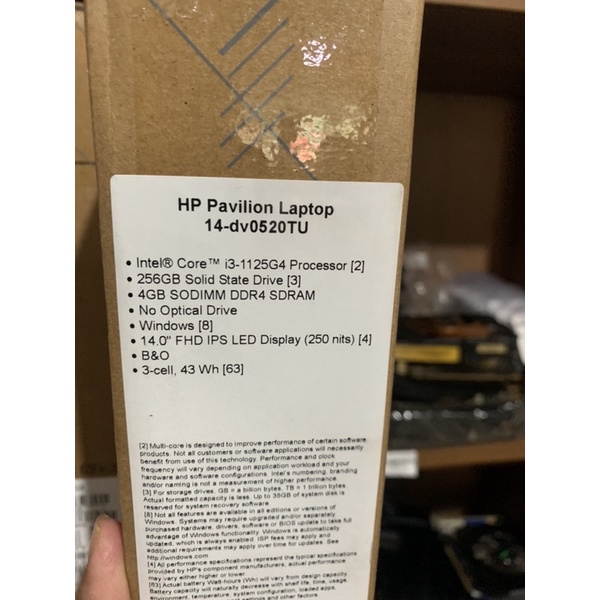 HP Pavilion Laptop
14-dv0520TU
• Intel® Core™ i3-1125G4 Processor [2]
• 256GB Solid State Drive [3]
• 4GB SODIMM DDR4 SDRAM
• No Optical Drive
• Windows [8]
• 14.0" FHD IPS LED Display (250 nits) [4]
• B&O
• 3-cell, 43 Wh [63]
[2] Multi-core is designed to improve performance of certain software
products. Not all customers or software applications will necessarily
benefit from use of this technology. Performance and clock
frequency will vary depending on application workload and your
hardware and software configurations. Intel's numbering, branding
and/or naming is not a measurement of higher performance.
[3] For storage drives, GB = a billion bytes. TB = 1 trillion bytes.
Actual formatted capacity is less. Up to 35GB of system disk is
reserved for system recovery software.
[8] Not all features are available in all editions or versions of
Windows. Systems may require upgraded and/or separately
purchased hardware, drivers, software or BIOS update to take full
advantage of Windows functionality. Windows is automatically
updated, which is always enabled. ISP fees may apply and
additional requirements may apply over time for updates. See
http://windows.com
[4] All performance specifications represent the typical specifications
provided by HP's component manufacturers; actual performance
may vary either higher or lower.
[63] Actual battery Watt-hours (Wh) will vary from design capacity.
Battery capacity will naturally decrease with shelf life, time, usage,
environment, temperature, system configuration, loaded apps,
settings and other factors